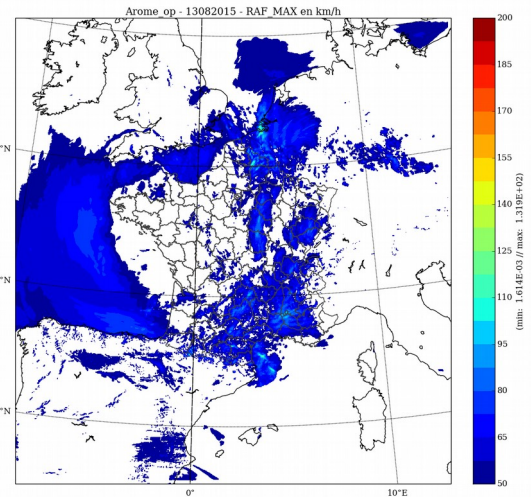 Arome_op - 13082015 - RAF_MAX en km/h
200
185
170
155
140
125
110
95
80
65
50
(min: 1.614E-03 // max: 1.319E+02)
°N
°N
°N
0°
10°E